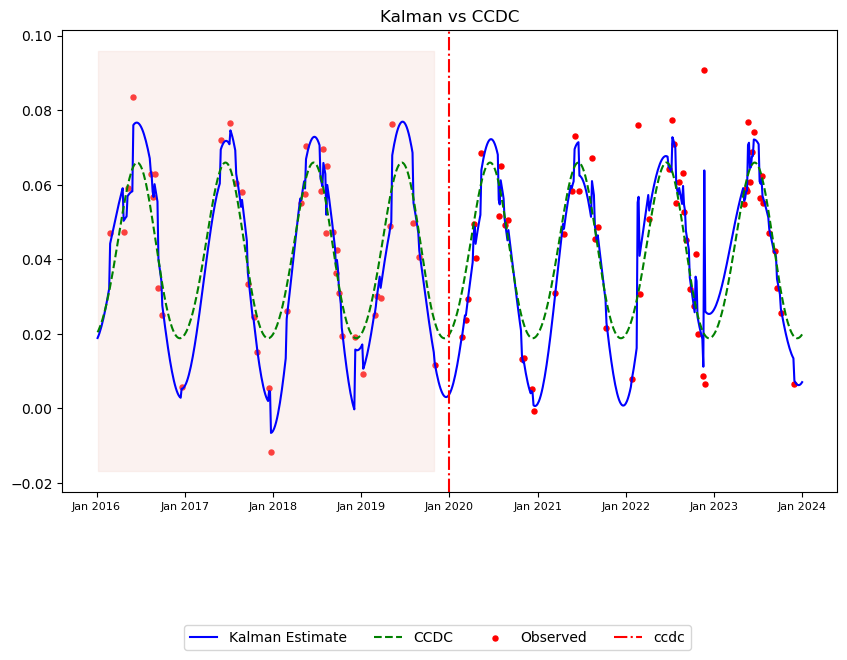 Kalman vs CCDC
0.10
0.08
0.06
0.04
0.02
0.00
−0.02
Jan 2016 Jan 2017 Jan 2018 Jan 2019 Jan 2020 Jan 2021 Jan 2022 Jan 2023 Jan 2024
Kalman Estimate CCDC Observed ccdc